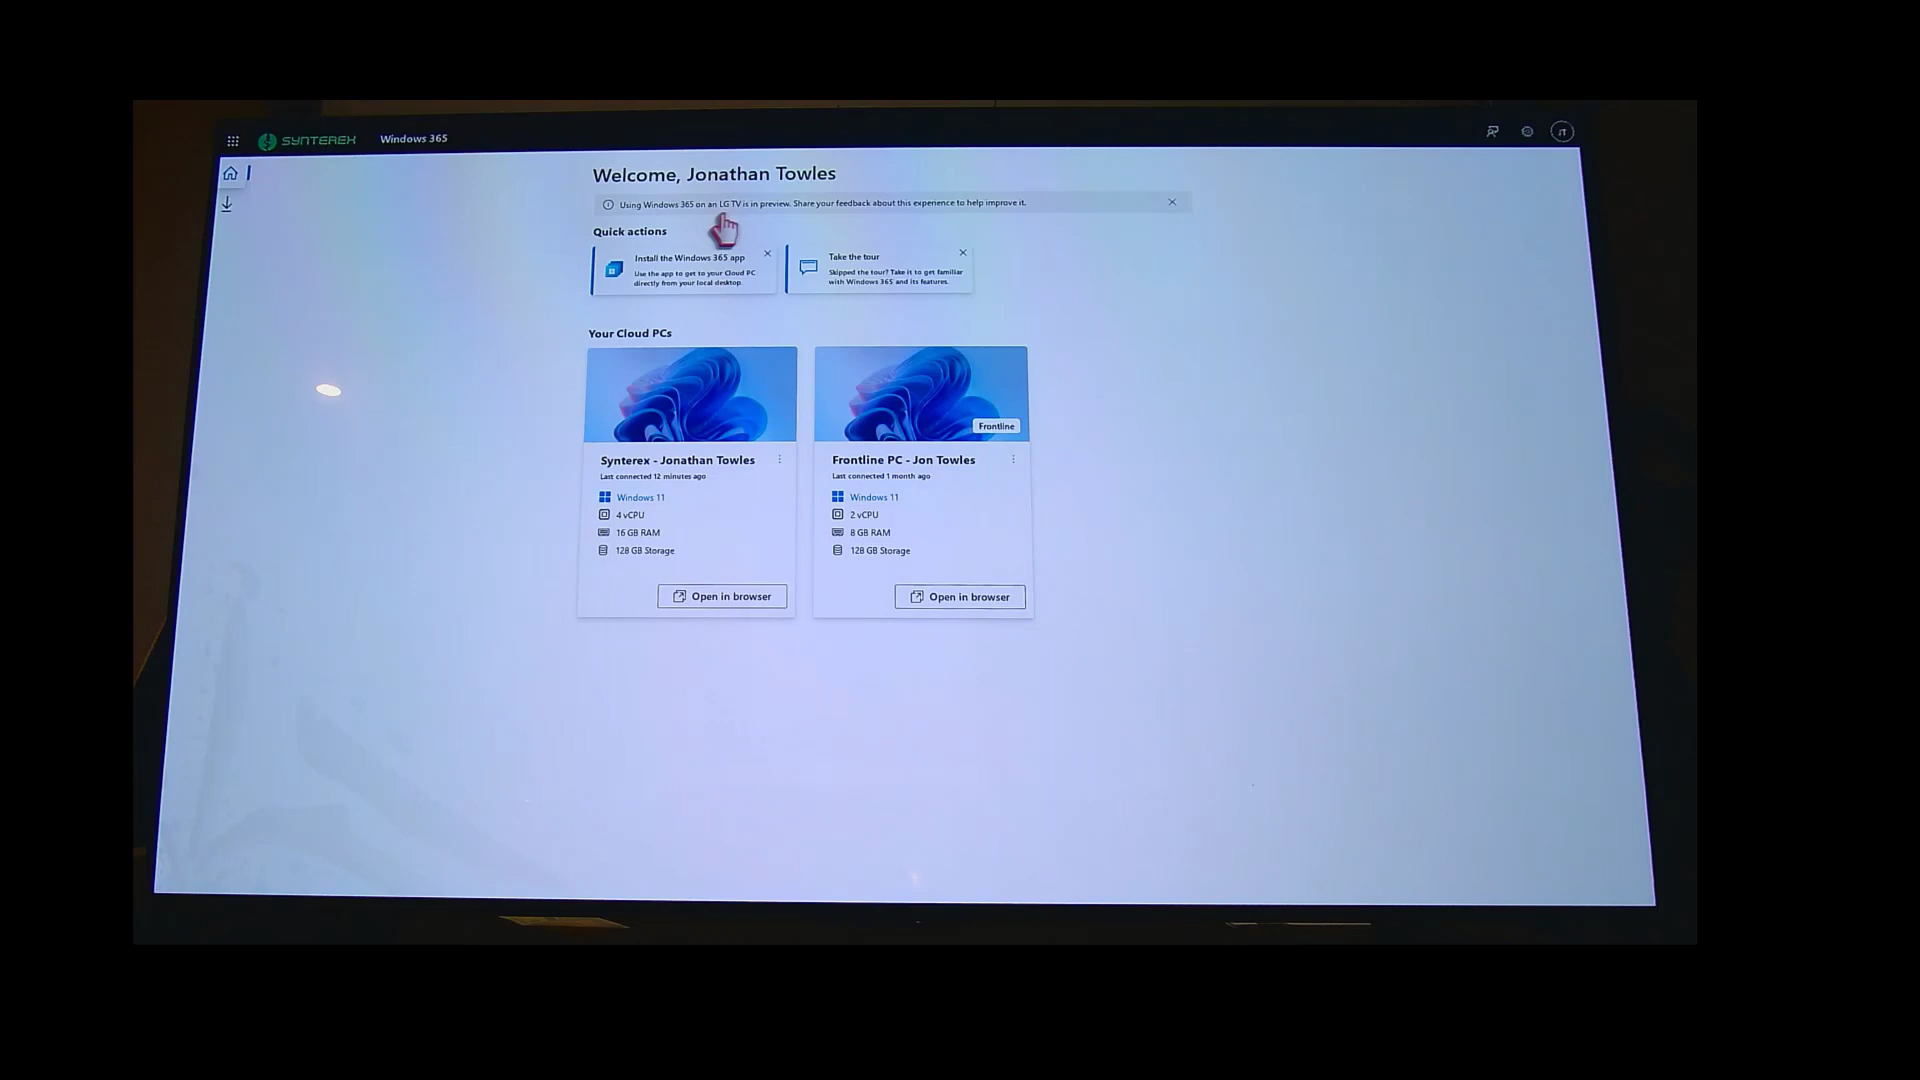 SYNTEREX Windows 365
JT
Welcome, Jonathan Towles
Using Windows 365 on an LG TV is in preview. Share your feedback about this experience to help improve it.
Quick actions
Install the Windows 365 app
Use the app to get to your Cloud PC
directly from your local desktop.
Take the tour
Skipped the tour? Take it to get familiar
with Windows 365 and its features.
Your Cloud PCs
Synterex - Jonathan Towles
Last connected 12 minutes ago
Windows 11
4 vCPU
16 GB RAM
128 GB Storage
Open in browser
Frontline
Frontline PC - Jon Towles
Last connected 1 month ago
Windows 11
2 vCPU
8 GB RAM
128 GB Storage
Open in browser